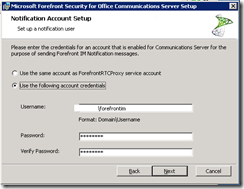 Microsoft Forefront Security for Office Communications Server Setup
Notification Account Setup
Set up a notification user
Please enter the credentials for an account that is enabled for Communications Server for the
purpose of sending Forefront IM Notification messages.
Use the same account as ForefrontRTCProxy service account
Use the following account credentials
Username: \forefrontim
Format: Domain\Username
Password: ********
Verify Password: ********
Back Next Cancel